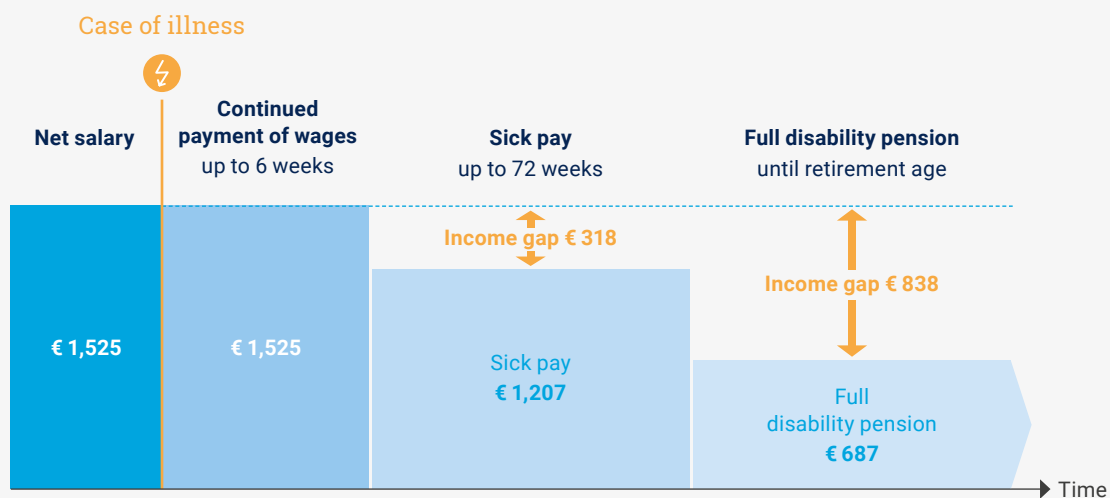 Case of illness
Net salary
Continued
payment of wages
up to 6 weeks
Sick pay
up to 72 weeks
Full disability pension
until retirement age
Income gap € 318
Income gap € 838
€ 1,525
€ 1,525
Sick pay
€ 1,207
Full
disability pension
€ 687
Time